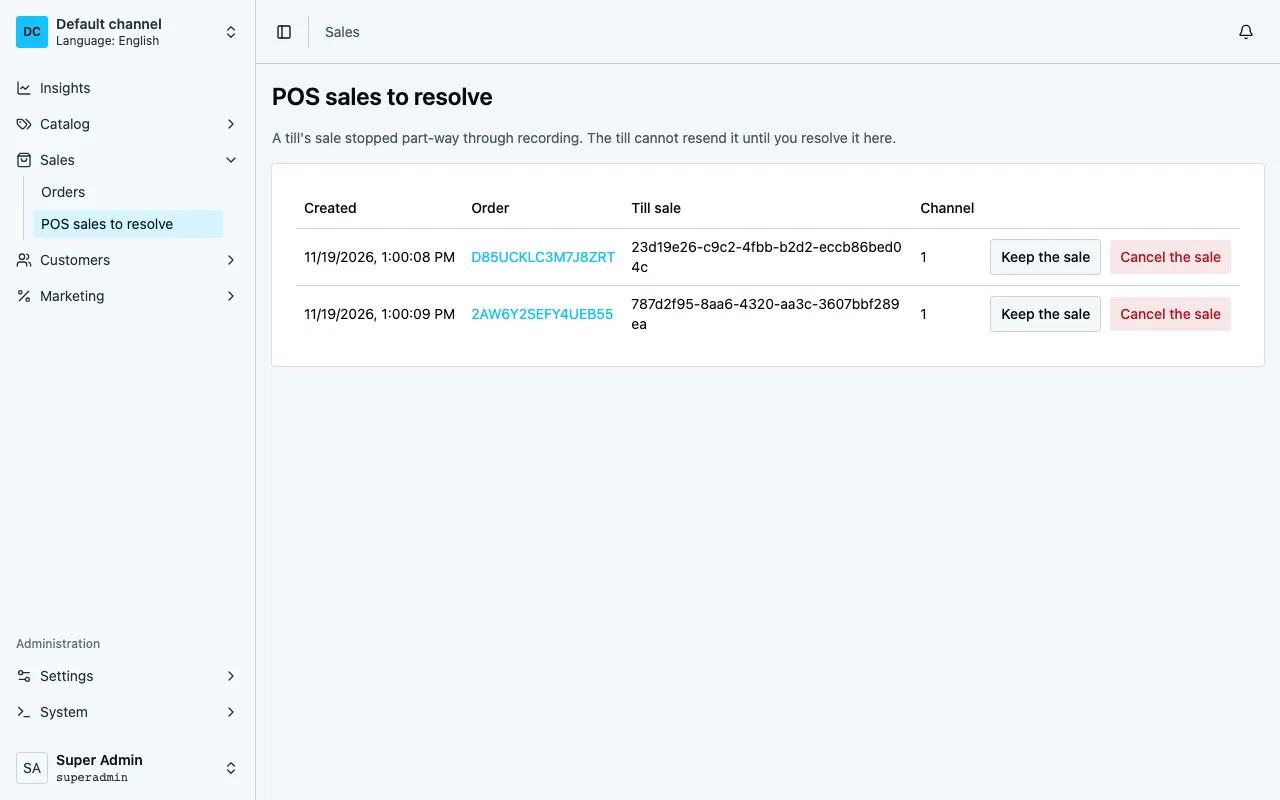 DC
Default channel
Language: English
Sales
Insights
Catalog
Sales
Orders
POS sales to resolve
Customers
Marketing
Administration
Settings
System
SA
Super Admin
superadmin
POS sales to resolve
A till's sale stopped part-way through recording. The till cannot resend it until you resolve it here.
Created Order Till sale Channel
11/19/2026, 1:00:08 PM D85UCKLC3M7J8ZRT 23d19e26-c9c2-4fbb-b2d2-eccb86bed0
4c 1 Keep the sale Cancel the sale
11/19/2026, 1:00:09 PM 2AW6Y2SEFY4UEB55 787d2f95-8aa6-4320-aa3c-3607bbf289
ea 1 Keep the sale Cancel the sale